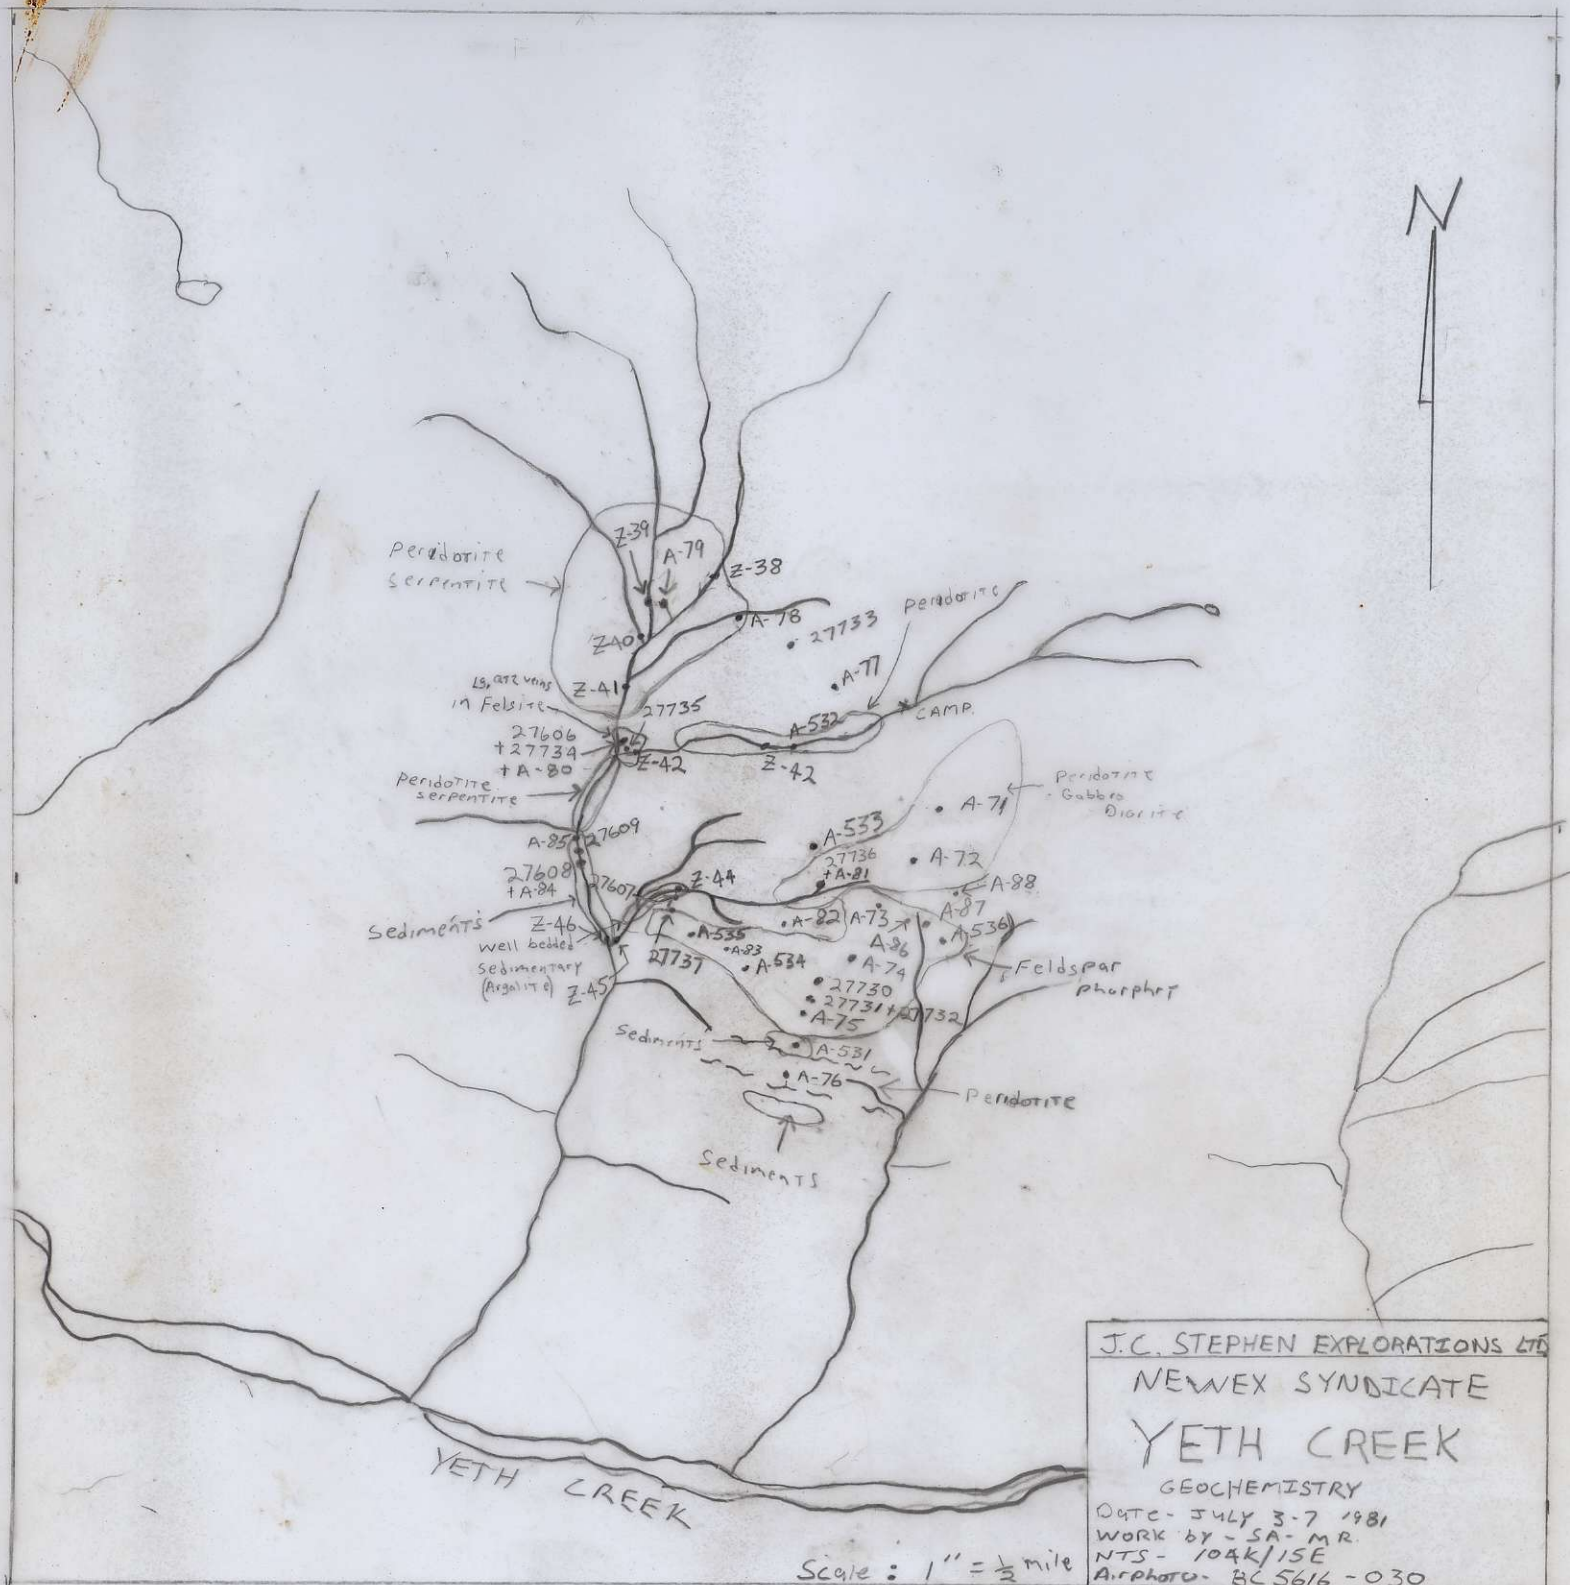 N
Peridotite
Serpentite
Z-39
A-79
Z-38
A-78
27733
Peridotite
Z40
A-77
Lg. QTZ veins
in Felsite
Z-41
27735
CAMP.
A-532
27606
+27734
+A-80
Z-42
Z-42
Peridotite
serpentite
Peridotite
Gabbro
Diorite
A-71
A-533
A-85
27609
27736
+A-81
A-72
27608
+A-84
27607
Z-44
A-88
Sediments
Z-46
Well bedded
Sedimentary
(Argalite)
Z-45
A-82
A-73
A-87
A-86
A-536
A-535
A-83
A-534
27737
A-74
Feldspar
Phorphry
27730
27731+27732
A-75
Sediments
A-531
A-76
Peridotite
Sediments
YETH CREEK
Scale: 1" = 1/2 mile
J.C. STEPHEN EXPLORATIONS LTD
NEWEX SYNDICATE
YETH CREEK
GEOCHEMISTRY
Date - JULY 3-7 1981
WORK by - SA - MR.
NTS - 104K/15E
Airphoto - BC 5616 - 030